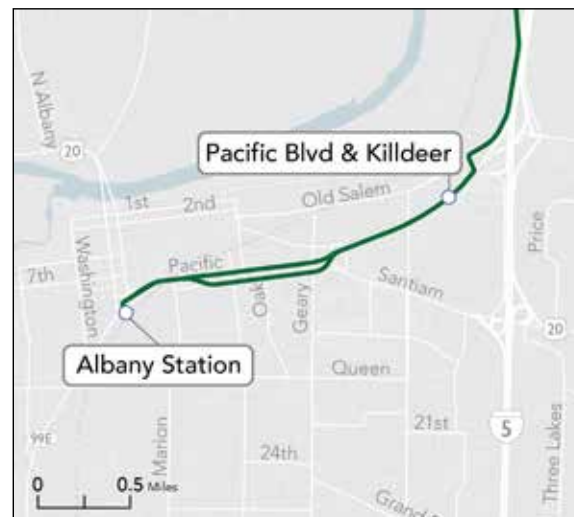 N Albany
20
Pacific Blvd & Killdeer
1st
2nd
Old Salem
Price
7th
Washington
Pacific
Oak
Geary
Santiam
20
Albany Station
Queen
5
21st
99E
Marion
24th
Three Lakes
Grand
0
0.5 Miles